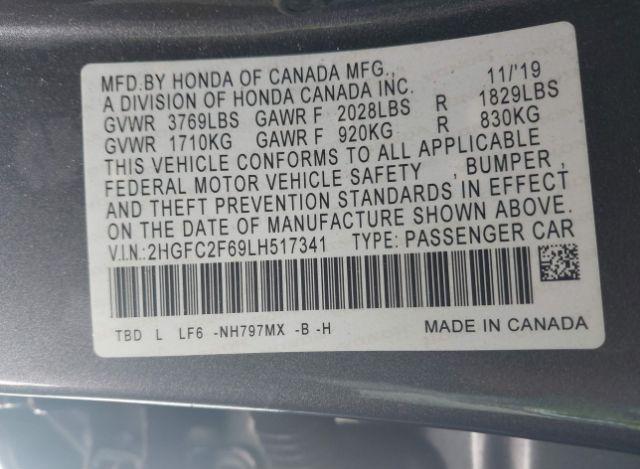 MFD.BY HONDA OF CANADA MFG., 11/'19
A DIVISION OF HONDA CANADA INC.
GVWR 3769LBS GAWR F 2028LBS R 1829LBS
GVWR 1710KG GAWR F 920KG R 830KG
THIS VEHICLE CONFORMS TO ALL APPLICABLE
FEDERAL MOTOR VEHICLE SAFETY , BUMPER ,
AND THEFT PREVENTION STANDARDS IN EFFECT
ON THE DATE OF MANUFACTURE SHOWN ABOVE.
V.I.N.:2HGFC2F69LH517341 TYPE: PASSENGER CAR
TBD L LF6 -NH797MX -B -H MADE IN CANADA